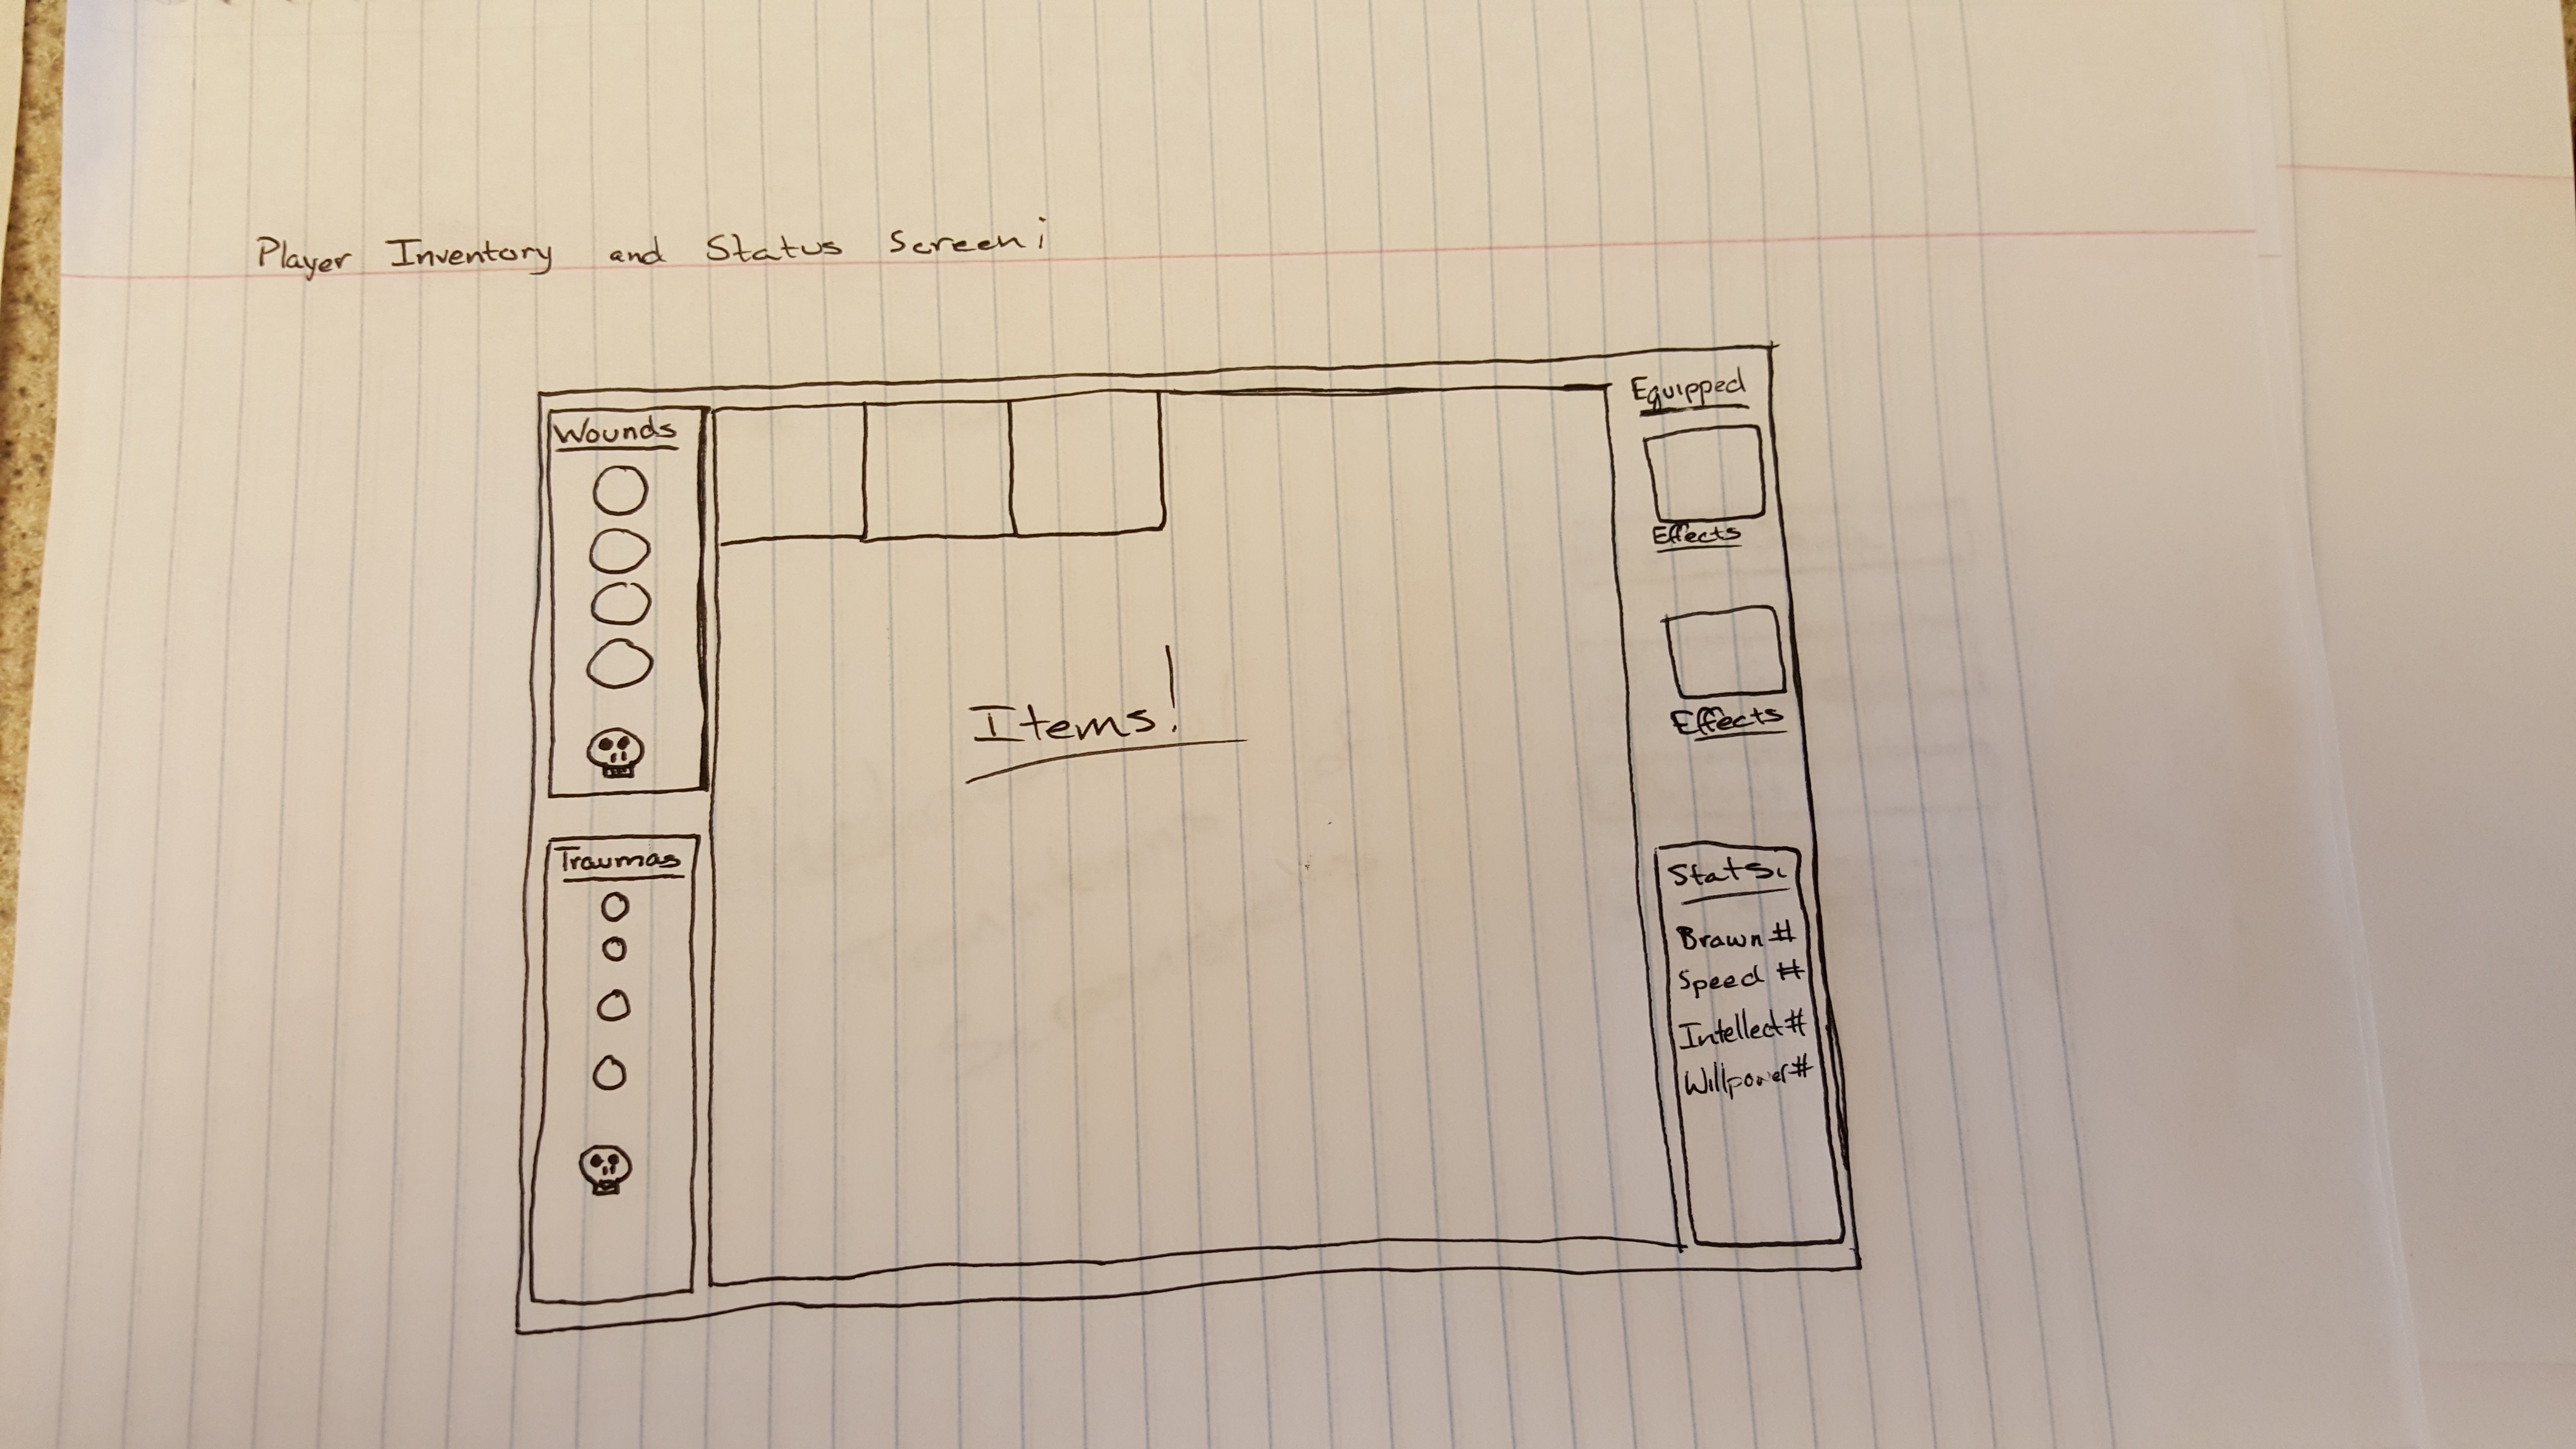 Player Inventory and Status Screen:
Wounds
Traumas
Items!
Equipped
Effects
Effects
Stats:
Brawn #
Speed #
Intellect #
Willpower #